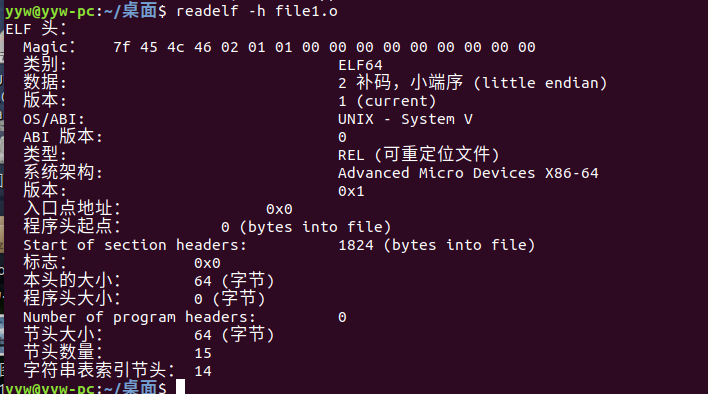 yyw@yyw-pc:~/桌面$ readelf -h file1.o
ELF 头：
Magic： 7f 45 4c 46 02 01 01 00 00 00 00 00 00 00 00 00
类别: ELF64
数据: 2 补码，小端序 (little endian)
版本: 1 (current)
OS/ABI: UNIX - System V
ABI 版本: 0
类型: REL (可重定位文件)
系统架构: Advanced Micro Devices X86-64
版本: 0x1
入口点地址： 0x0
程序头起点： 0 (bytes into file)
Start of section headers: 1824 (bytes into file)
标志： 0x0
本头的大小： 64 (字节)
程序头大小： 0 (字节)
Number of program headers: 0
节头大小： 64 (字节)
节头数量： 15
字符串表索引节头： 14
yyw@yyw-pc:~/桌面$